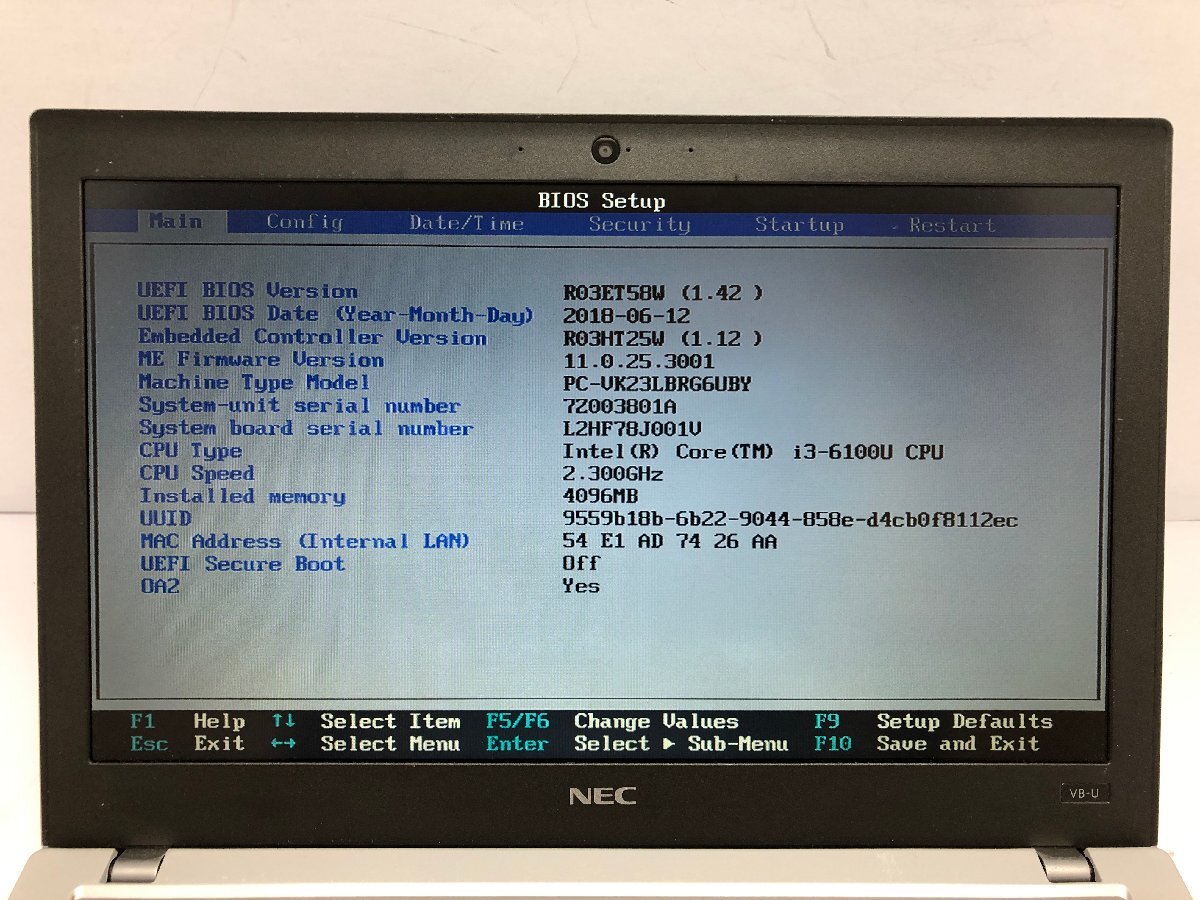 BIOS Setup
Main Config Date/Time Security Startup Restart
UEFI BIOS Version R03ET58W (1.42 )
UEFI BIOS Date (Year-Month-Day) 2018-06-12
Embedded Controller Version R03HT25W (1.12 )
ME Firmware Version 11.0.25.3001
Machine Type Model PC-VK23LBRG6UBY
System-unit serial number 7Z003801A
System board serial number L2HF78J001V
CPU Type Intel(R) Core(TM) i3-6100U CPU
CPU Speed 2.300GHz
Installed memory 4096MB
UUID 9559b18b-6b22-9044-858e-d4cb0f8112ec
MAC Address (Internal LAN) 54 E1 AD 74 26 AA
UEFI Secure Boot Off
OA2 Yes
F1 Help ↑↓ Select Item F5/F6 Change Values F9 Setup Defaults
Esc Exit ←→ Select Menu Enter Select ▶ Sub-Menu F10 Save and Exit
NEC
VB-U